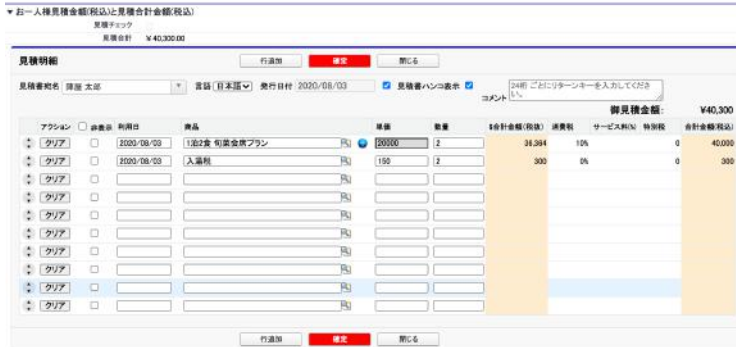 ▼お一人様見積金額(税込)と見積合計金額(税込)
見積チェック
見積合計 ¥ 40,300.00
見積明細 行追加 確定 閉じる
見積書宛名 陣屋 太郎 言語 日本語 発行日付 2020/08/03 見積書ハンコ表示 コメント 24桁 ごとにリターンキーを入力してください。
御見積金額: ¥40,300
アクション 非表示 利用日 商品 単価 数量 合計金額(税抜) 消費税 サービス料(%) 特別税 合計金額(税込)
クリア 2020/08/03 1泊2食 旬菜会席プラン 20000 2 36,364 10% 0 40,000
クリア 2020/08/03 入湯税 150 2 300 0% 0 300
クリア
クリア
クリア
クリア
クリア
クリア
クリア
行追加 確定 閉じる